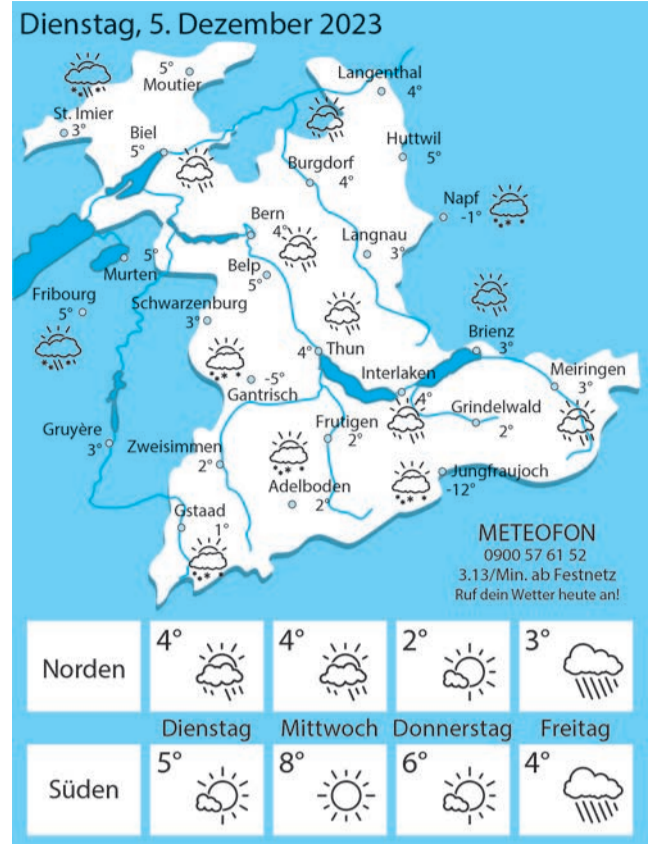 Dienstag, 5. Dezember 2023
5°
Moutier
Langenthal
4°
St. Imier
3°
Biel
5°
Huttwil
5°
Burgdorf
4°
Napf
-1°
Bern
4°
Langnau
3°
5°
Murten
Belp
5°
Fribourg
5°
Schwarzenburg
3°
Brienz
3°
4°
Thun
Interlaken
4°
Meiringen
3°
-5°
Gantrisch
Grindelwald
2°
Gruyère
3°
Frutigen
2°
Zweisimmen
2°
Jungfraujoch
-12°
Adelboden
2°
Gstaad
1°
METEOFON
0900 57 61 52
3.13/Min. ab Festnetz
Ruf dein Wetter heute an!
Norden
4°
4°
2°
3°
Dienstag Mittwoch Donnerstag Freitag
Süden
5°
8°
6°
4°